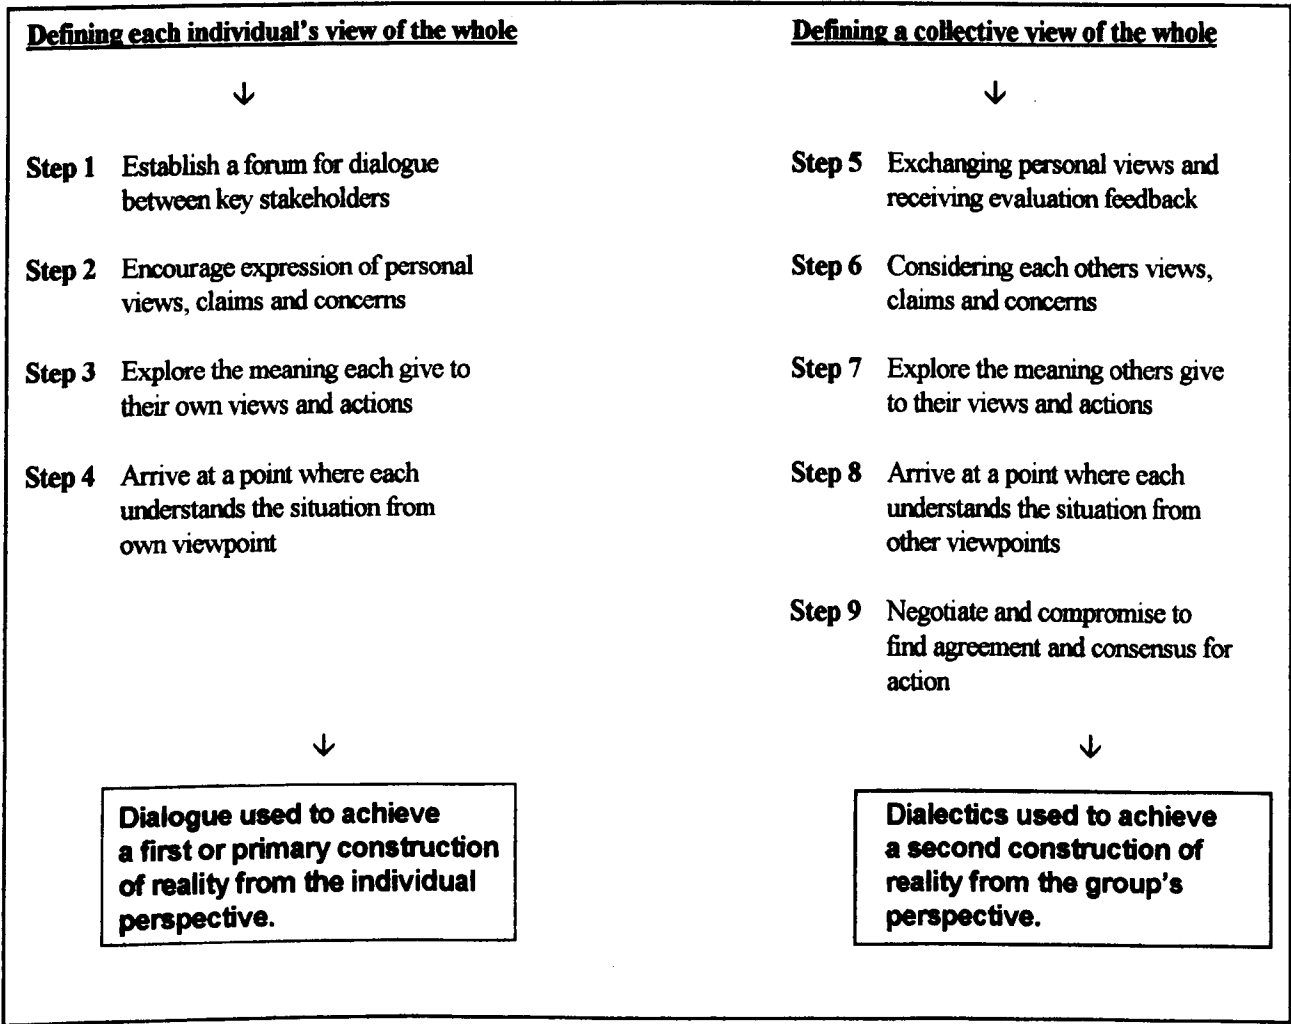 Defining each individual's view of the whole
↓
Step 1 Establish a forum for dialogue
between key stakeholders
Step 2 Encourage expression of personal
views, claims and concerns
Step 3 Explore the meaning each give to
their own views and actions
Step 4 Arrive at a point where each
understands the situation from
own viewpoint
↓
Dialogue used to achieve
a first or primary construction
of reality from the individual
perspective.
Defining a collective view of the whole
↓
Step 5 Exchanging personal views and
receiving evaluation feedback
Step 6 Considering each others views,
claims and concerns
Step 7 Explore the meaning others give
to their views and actions
Step 8 Arrive at a point where each
understands the situation from
other viewpoints
Step 9 Negotiate and compromise to
find agreement and consensus for
action
↓
Dialectics used to achieve
a second construction of
reality from the group's
perspective.